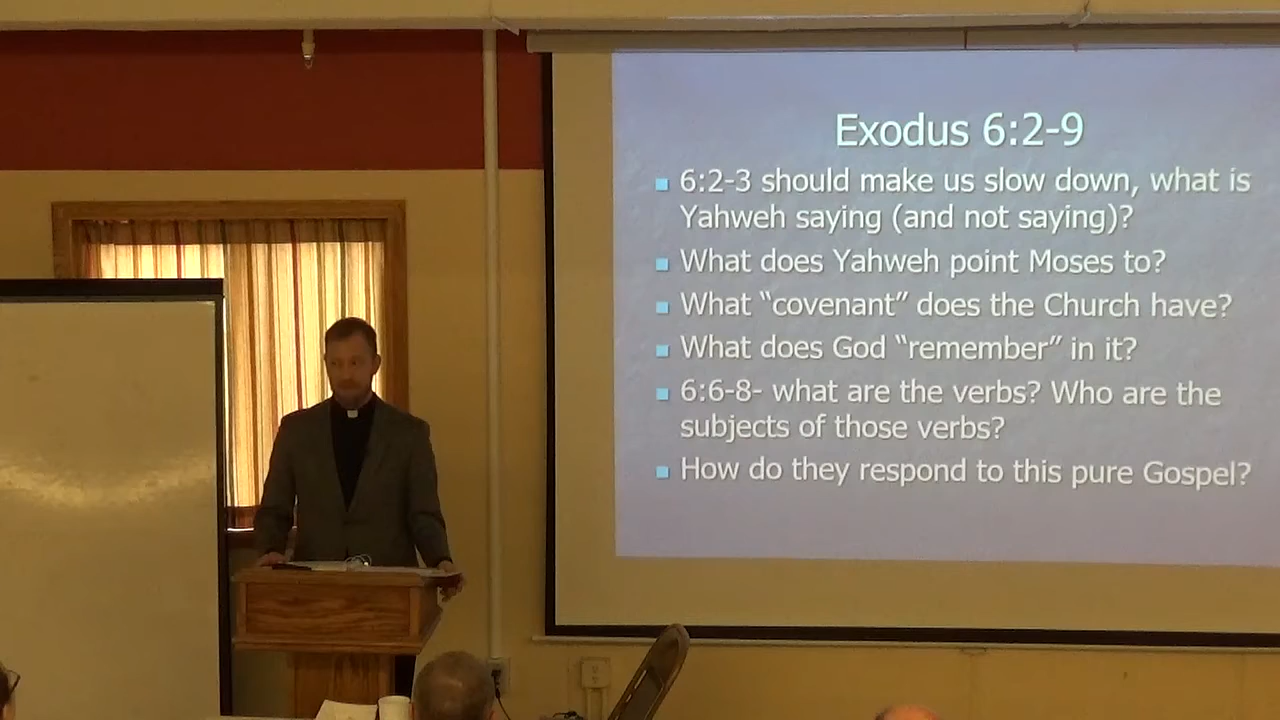 Exodus 6:2-9
6:2-3 should make us slow down, what is
Yahweh saying (and not saying)?
What does Yahweh point Moses to?
What “covenant” does the Church have?
What does God “remember” in it?
6:6-8- what are the verbs? Who are the
subjects of those verbs?
How do they respond to this pure Gospel?